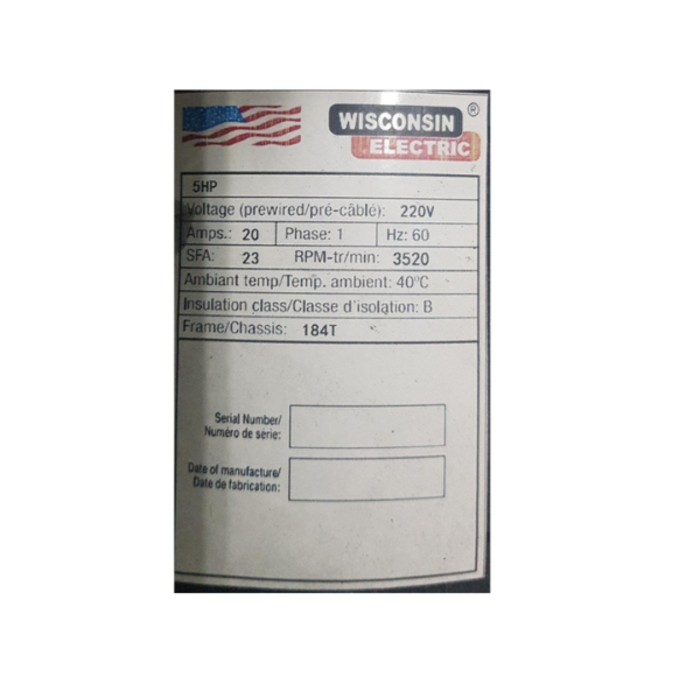 WISCONSIN ®
ELECTRIC
5HP
Voltage (prewired/pré-câblé): 220V
Amps.: 20 Phase: 1 Hz: 60
SFA: 23 RPM-tr/min: 3520
Ambiant temp/Temp. ambient: 40°C
Insulation class/Classe d'isolation: B
Frame/Chassis: 184T
Serial Number/
Numéro de serie:
Date of manufacture/
Date de fabrication: